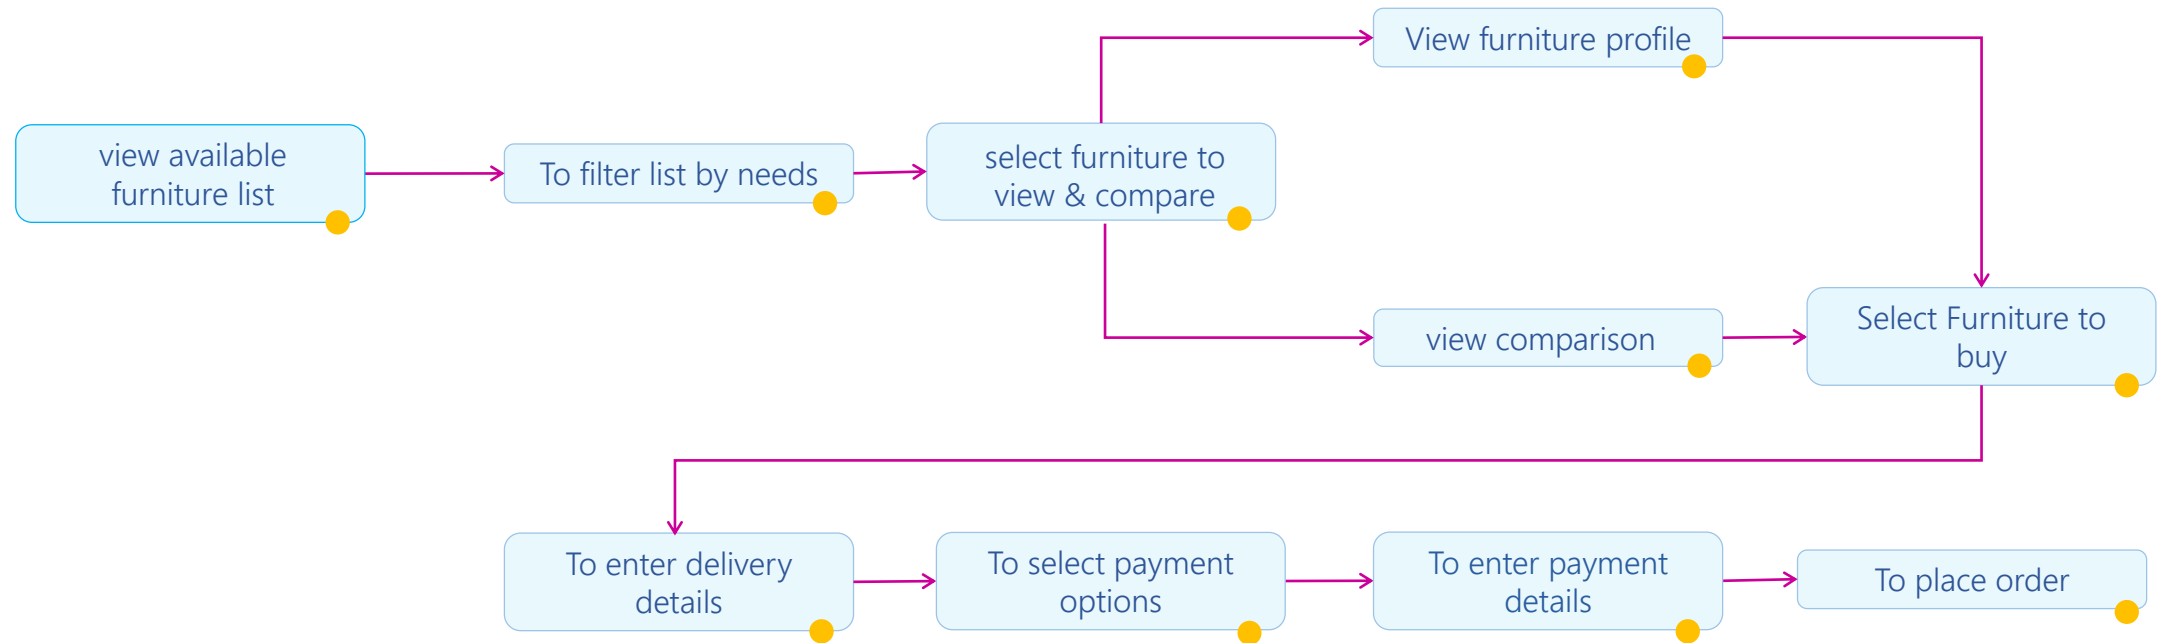 view available
furniture list
To filter list by needs
select furniture to
view & compare
View furniture profile
view comparison
Select Furniture to
buy
To enter delivery
details
To select payment
options
To enter payment
details
To place order